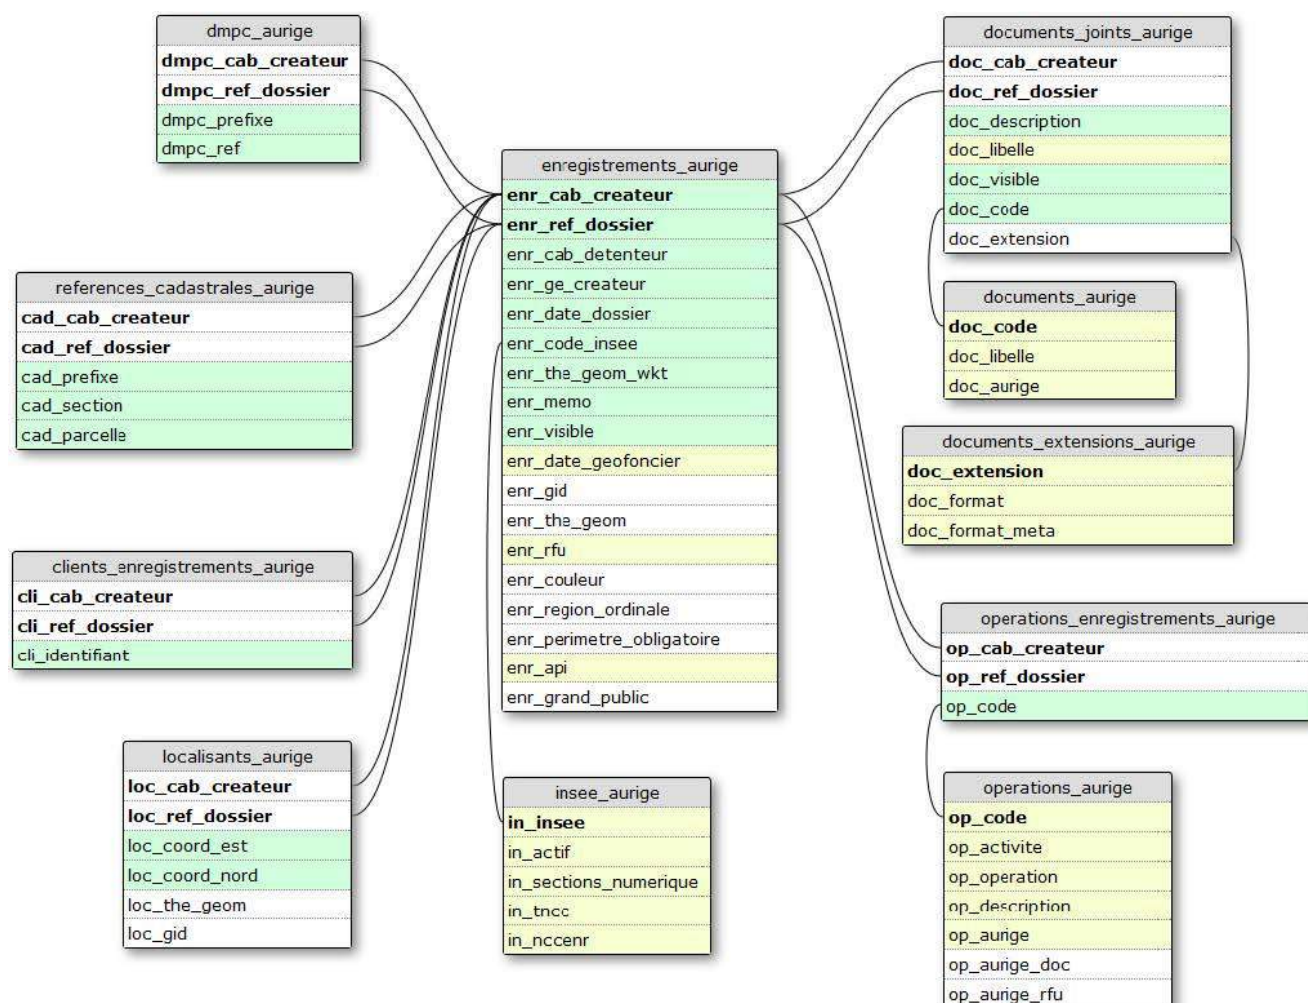 dmpc_aurige
dmpc_cab_createur
dmpc_ref_dossier
dmpc_prefixe
dmpc_ref
references_cadastrales_aurige
cad_cab_createur
cad_ref_dossier
cad_prefixe
cad_section
cad_parcelle
clients_enregistrements_aurige
cli_cab_createur
cli_ref_dossier
cli_identifiant
localisants_aurige
loc_cab_createur
loc_ref_dossier
loc_coord_est
loc_coord_nord
loc_the_geom
loc_gid
enregistrements_aurige
enr_cab_createur
enr_ref_dossier
enr_cab_detenteur
enr_ge_createur
enr_date_dossier
enr_code_insee
enr_the_geom_wkt
enr_memo
enr_visible
enr_date_geofoncier
enr_gid
enr_the_geom
enr_rfu
enr_couleur
enr_region_ordinale
enr_perimetre_obligatoire
enr_api
enr_grand_public
insee_aurige
in_insee
in_actif
in_sections_numerique
in_tncc
in_nccenr
documents_joints_aurige
doc_cab_createur
doc_ref_dossier
doc_description
doc_libelle
doc_visible
doc_code
doc_extension
documents_aurige
doc_code
doc_libelle
doc_aurige
documents_extensions_aurige
doc_extension
doc_format
doc_format_meta
operations_enregistrements_aurige
op_cab_createur
op_ref_dossier
op_code
operations_aurige
op_code
op_activite
op_operation
op_description
op_aurige
op_aurige_doc
op_aurige_rfu